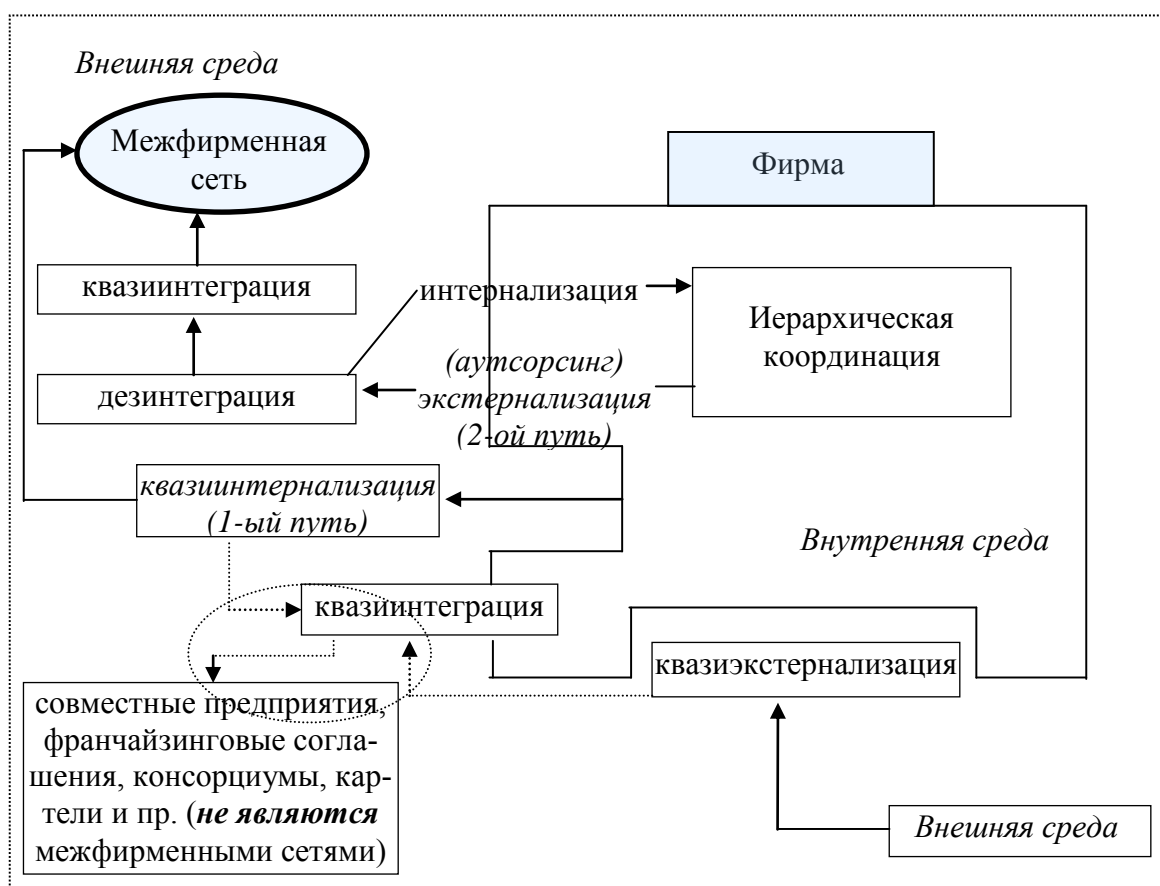 Внешняя среда
Межфирменная
сеть
Фирма
квазиинтеграция
интернализация
Иерархическая
координация
(аутсорсинг)
дезинтеграция
экстернализация
(2-ой путь)
квазиинтернализация
(1-ый путь)
Внутренняя среда
квазиинтеграция
квазиэкстернализация
совместные предприятия,
франчайзинговые согла-
шения, консорциумы, кар-
тели и пр. (не являются
межфирменными сетями)
Внешняя среда